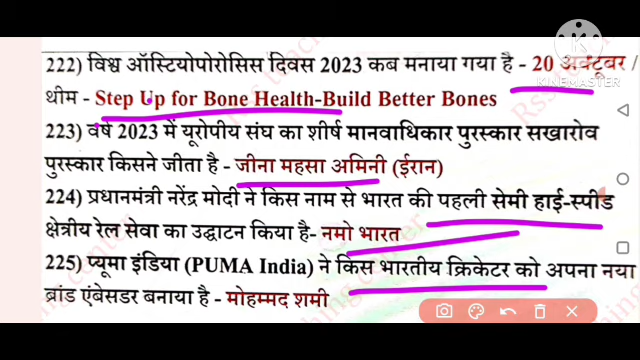 222) विश्व ऑस्टियोपोरोसिस दिवस 2023 कब मनाया गया है - 20 अक्टूबर /
थीम - Step Up for Bone Health-Build Better Bones
223) वर्ष 2023 में यूरोपीय संघ का शीर्ष मानवाधिकार पुरस्कार सखारोव
पुरस्कार किसने जीता है - जीना महसा अमिनी (ईरान)
224) प्रधानमंत्री नरेंद्र मोदी ने किस नाम से भारत की पहली सेमी हाई-स्पीड
क्षेत्रीय रेल सेवा का उद्घाटन किया है- नमो भारत
225) प्यूमा इंडिया (PUMA India) ने किस भारतीय क्रिकेटर को अपना नया
ब्रांड एंबेसडर बनाया है - मोहम्मद शमी
KINEMASTER